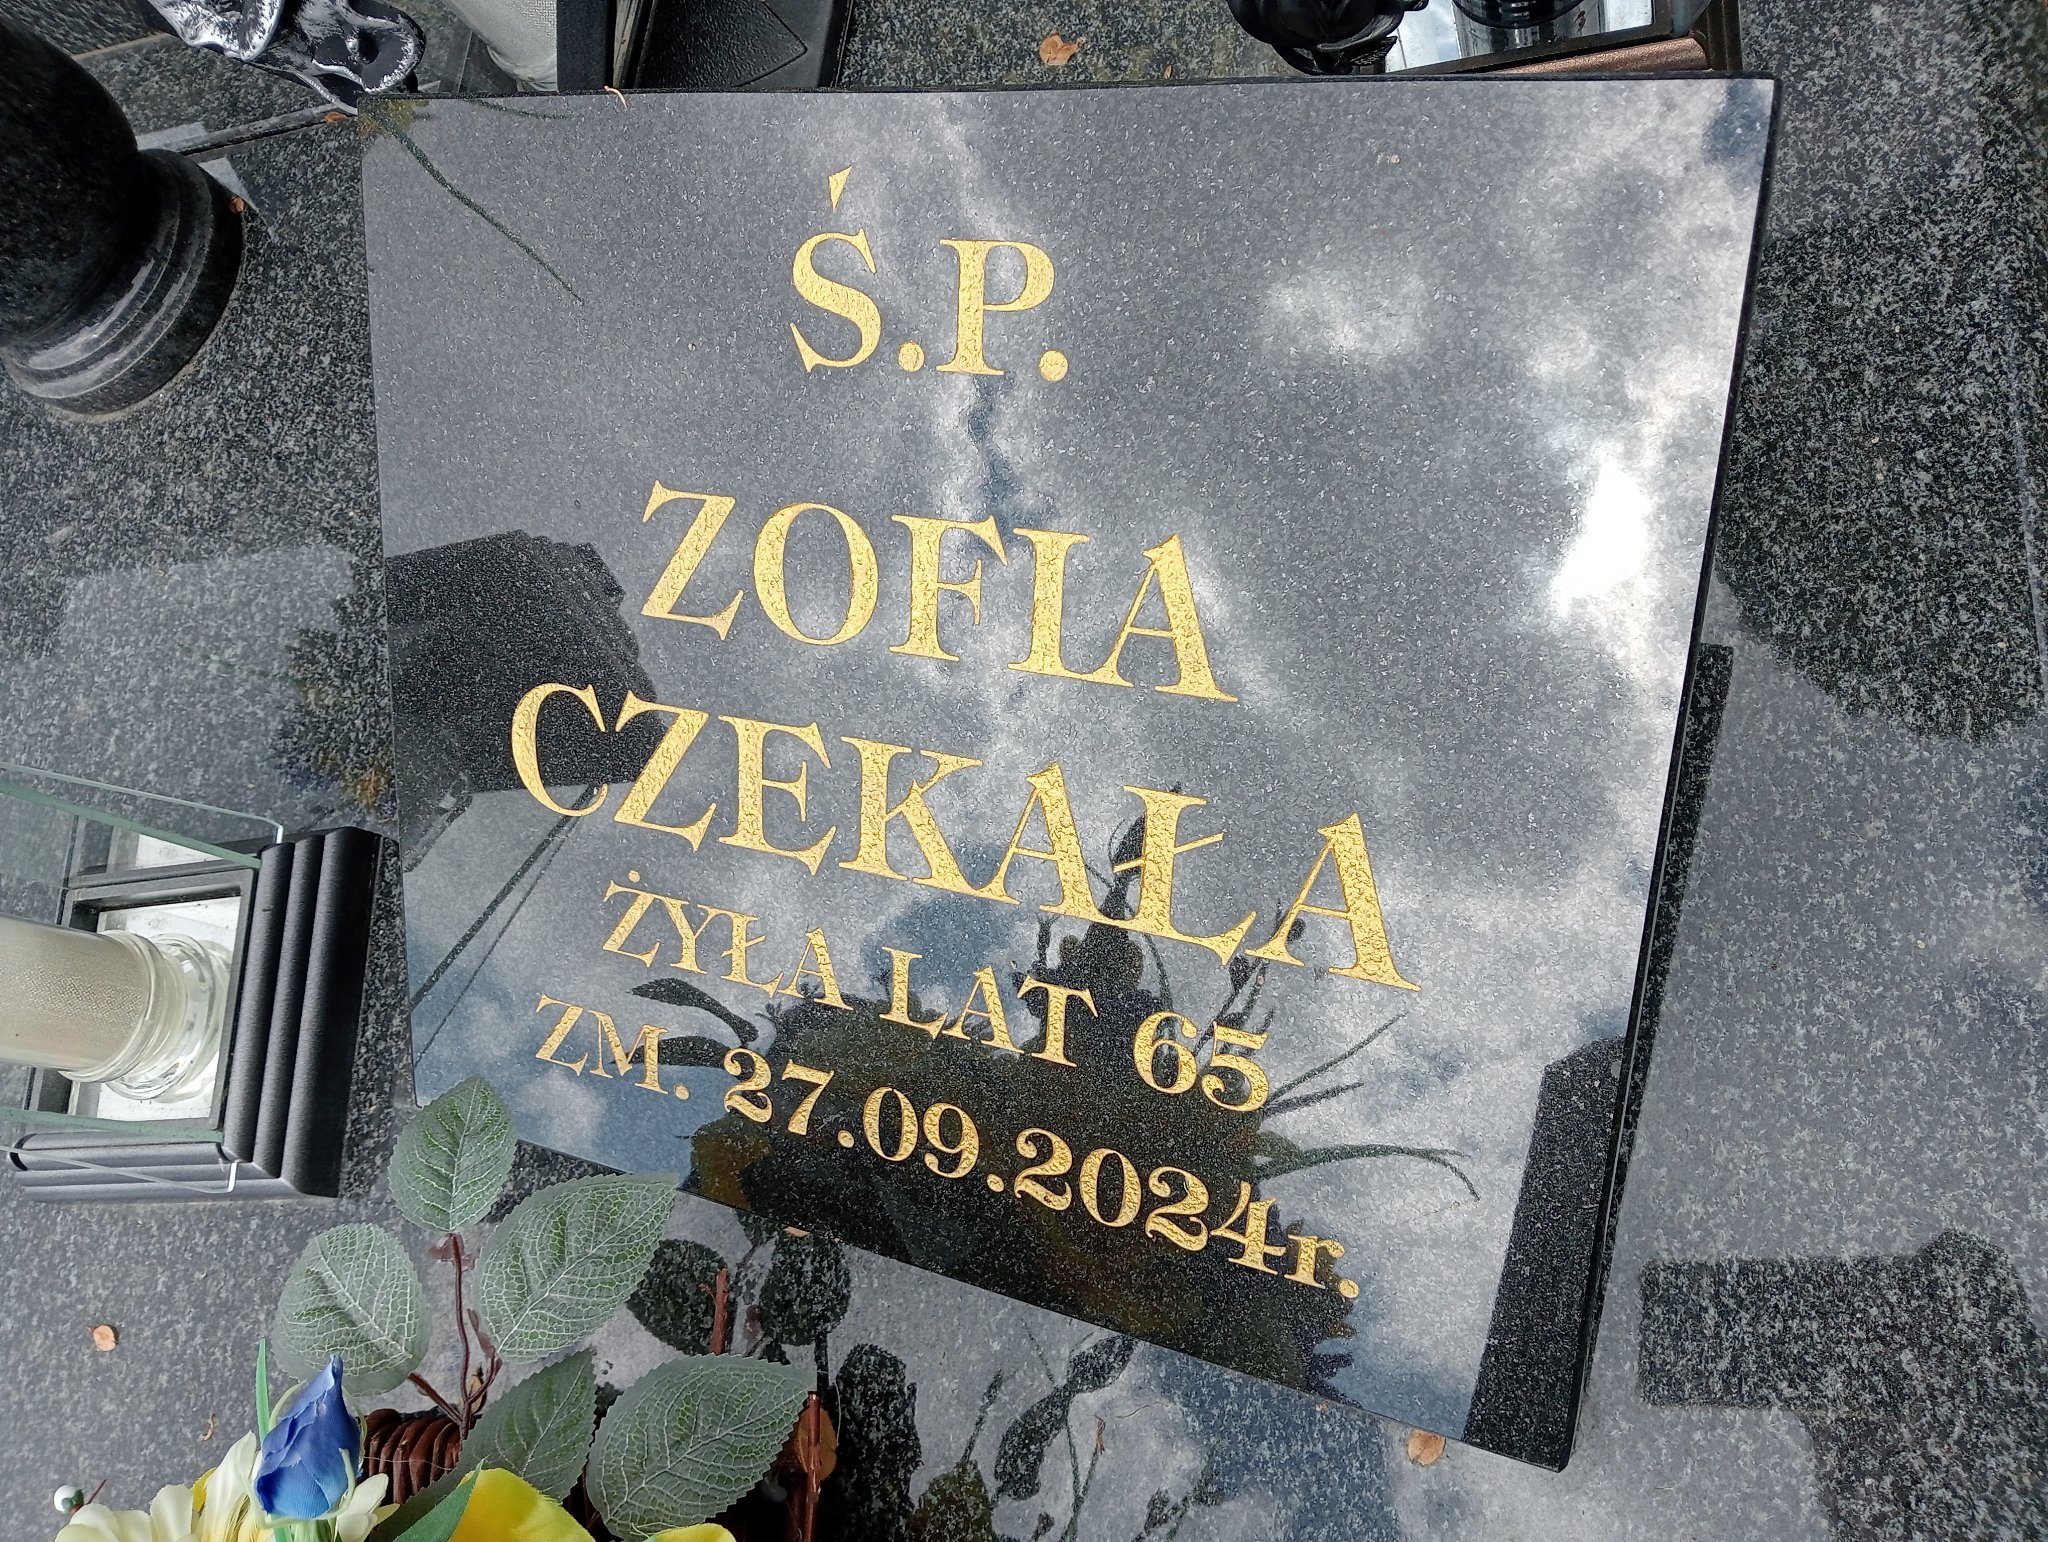 Ś.P.
ZOFIA
CZEKAŁA
ŻYŁA LAT 65
ZM. 27.09.2024r.